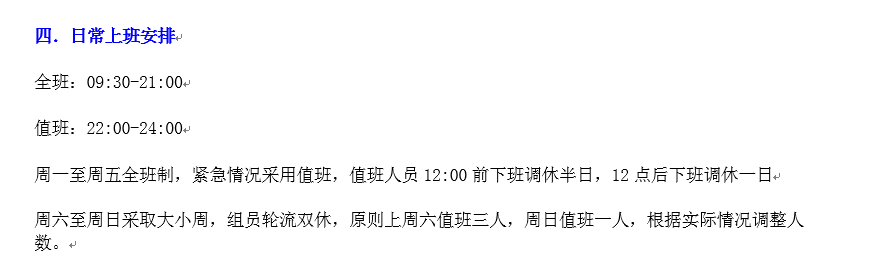 四．日常上班安排
全班：09:30-21:00
值班：22:00-24:00
周一至周五全班制，紧急情况采用值班，值班人员 12:00 前下班调休半日，12 点后下班调休一日
周六至周日采取大小周，组员轮流双休，原则上周六值班三人，周日值班一人，根据实际情况调整人
数。